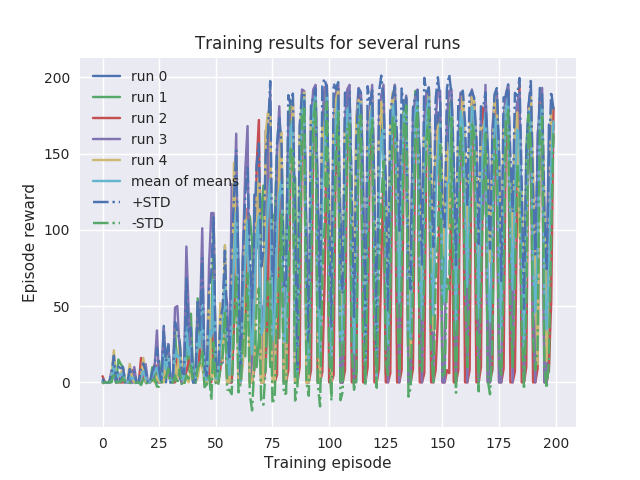 Training results for several runs
200
150
100
50
0
Episode reward
run 0
run 1
run 2
run 3
run 4
mean of means
+STD
-STD
0 25 50 75 100 125 150 175 200
Training episode